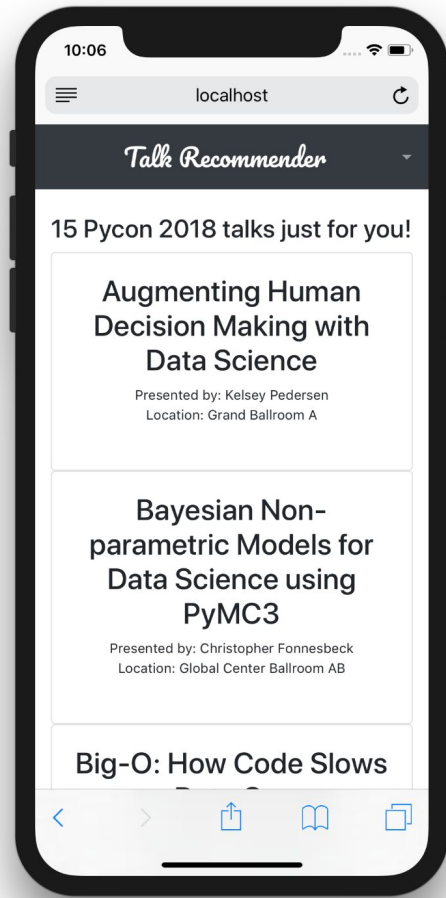 10:06
localhost
Talk Recommender
15 Pycon 2018 talks just for you!
Augmenting Human
Decision Making with
Data Science
Presented by: Kelsey Pedersen
Location: Grand Ballroom A
Bayesian Non-
parametric Models for
Data Science using
PyMC3
Presented by: Christopher Fonnesbeck
Location: Global Center Ballroom AB
Big-O: How Code Slows